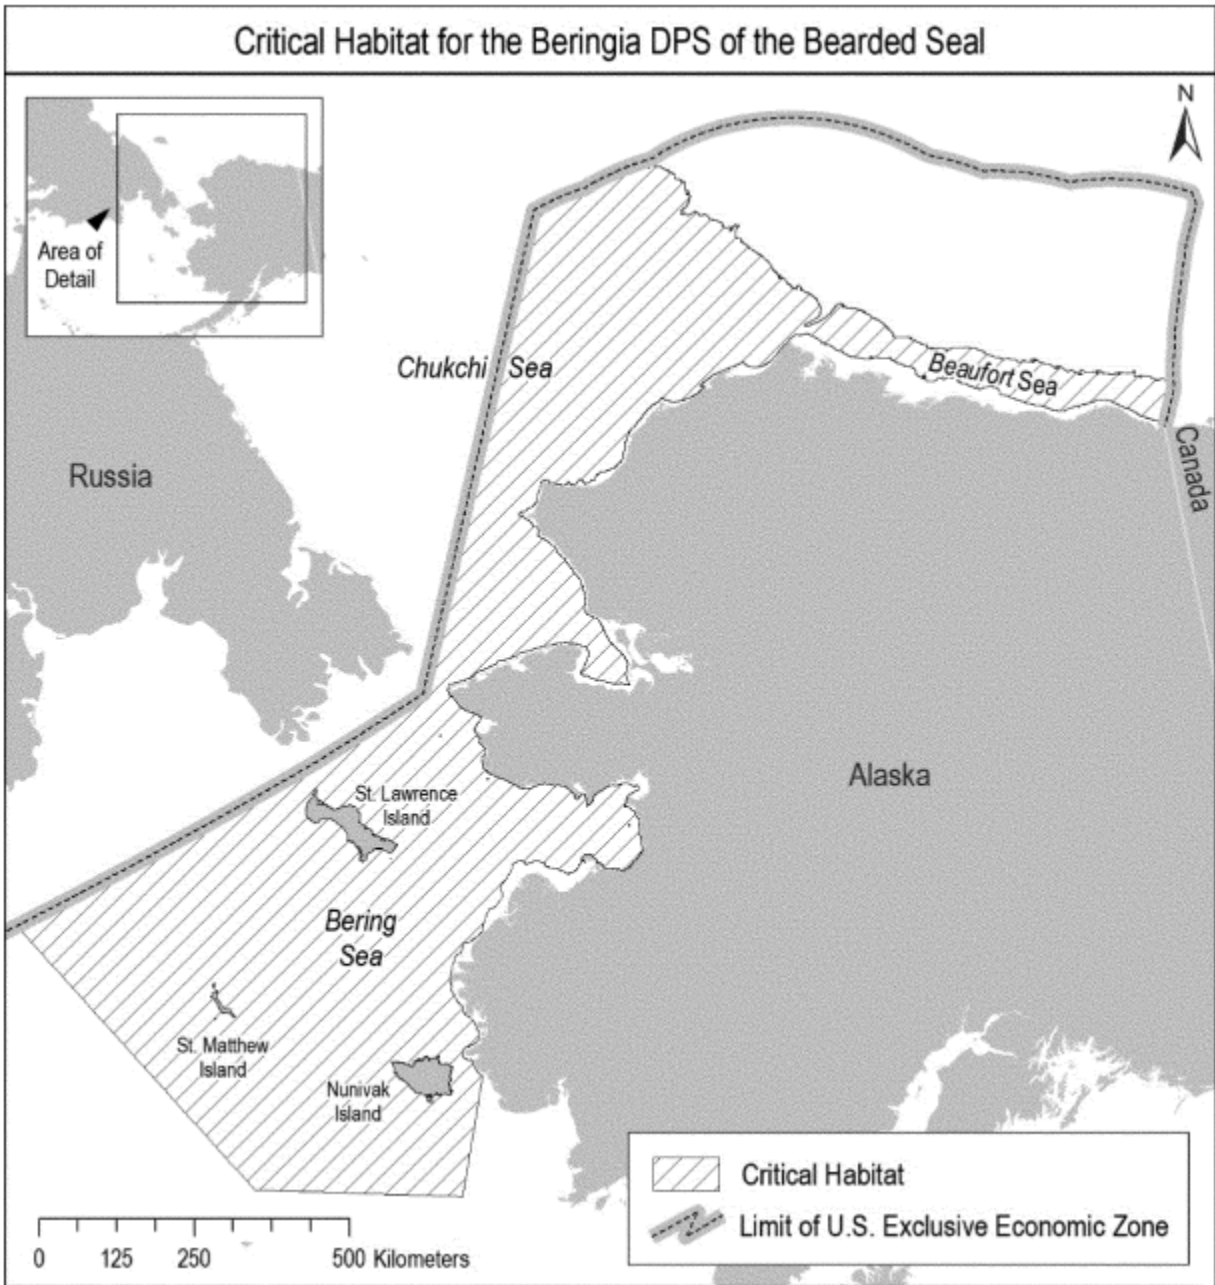 Critical Habitat for the Beringia DPS of the Bearded Seal
N
Area of
Detail
Chukchi Sea
Beaufort Sea
Russia
Canada
Alaska
St. Lawrence
Island
Bering
Sea
St. Matthew
Island
Nunivak
Island
Critical Habitat
Limit of U.S. Exclusive Economic Zone
0 125 250 500 Kilometers